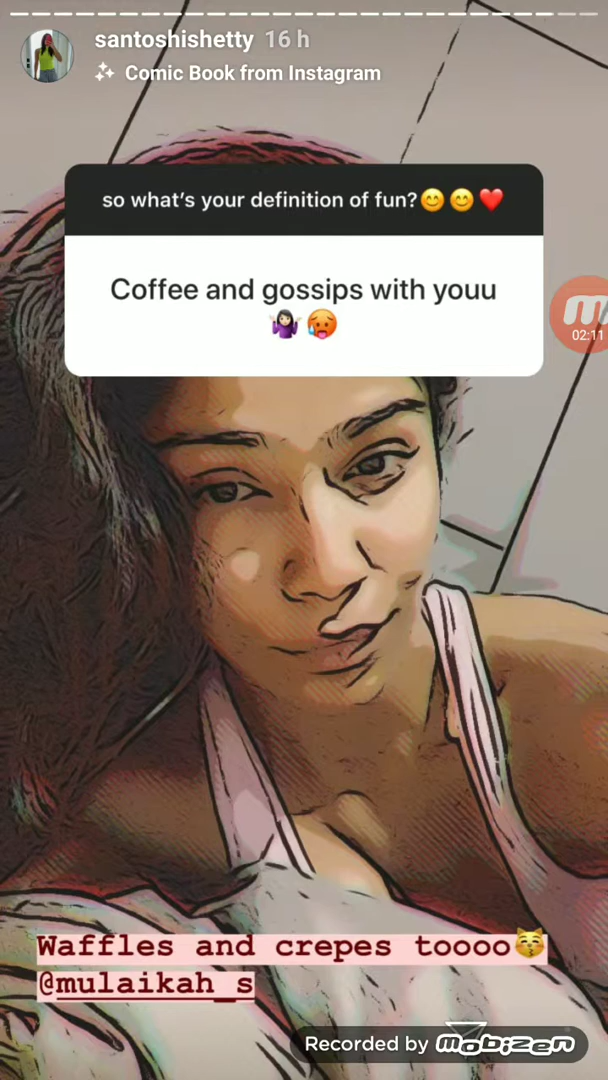 santoshishetty 16 h
Comic Book from Instagram
so what's your definition of fun?😊😊❤️
Coffee and gossips with youu
🤷🏻‍♀️🥵
02:11
Waffles and crepes toooo😽
@mulaikah_s
Recorded by mobizen